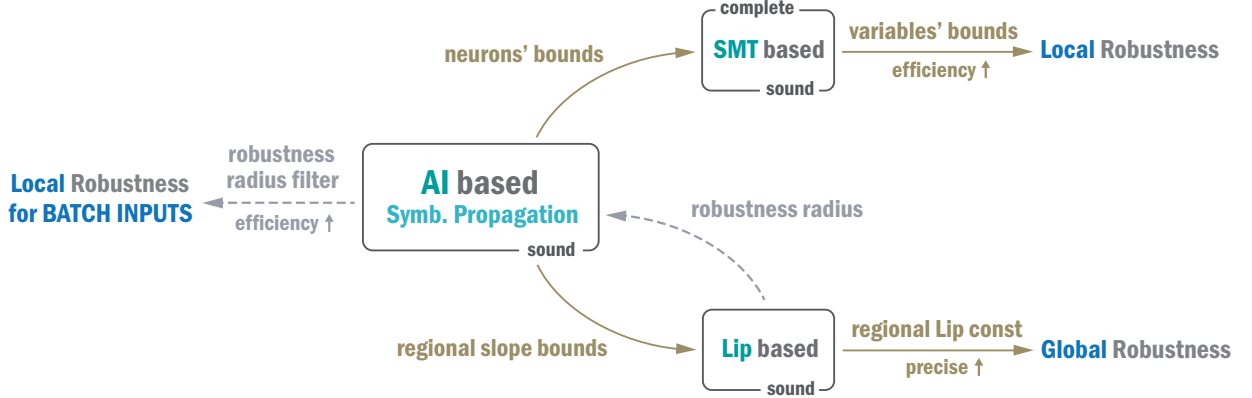 complete
SMT based
sound
neurons’ bounds
variables’ bounds
efficiency ↑
Local Robustness
robustness
radius filter
efficiency ↑
Local Robustness
for BATCH INPUTS
AI based
Symb. Propagation
sound
robustness radius
regional slope bounds
Lip based
sound
regional Lip const
precise ↑
Global Robustness